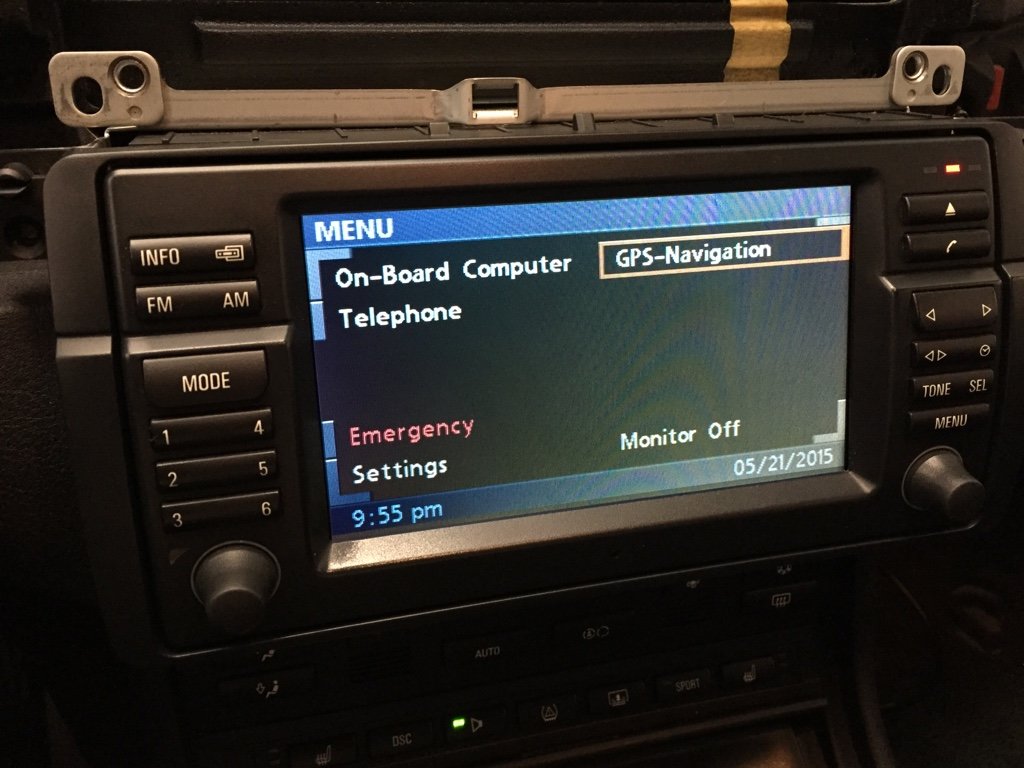 MENU
On-Board Computer
GPS-Navigation
Telephone
Emergency
Monitor Off
Settings
05/21/2015
9:55 pm
INFO
FM AM
MODE
1 4
2 5
3 6
TONE SEL
MENU
AUTO
SPORT
DSC